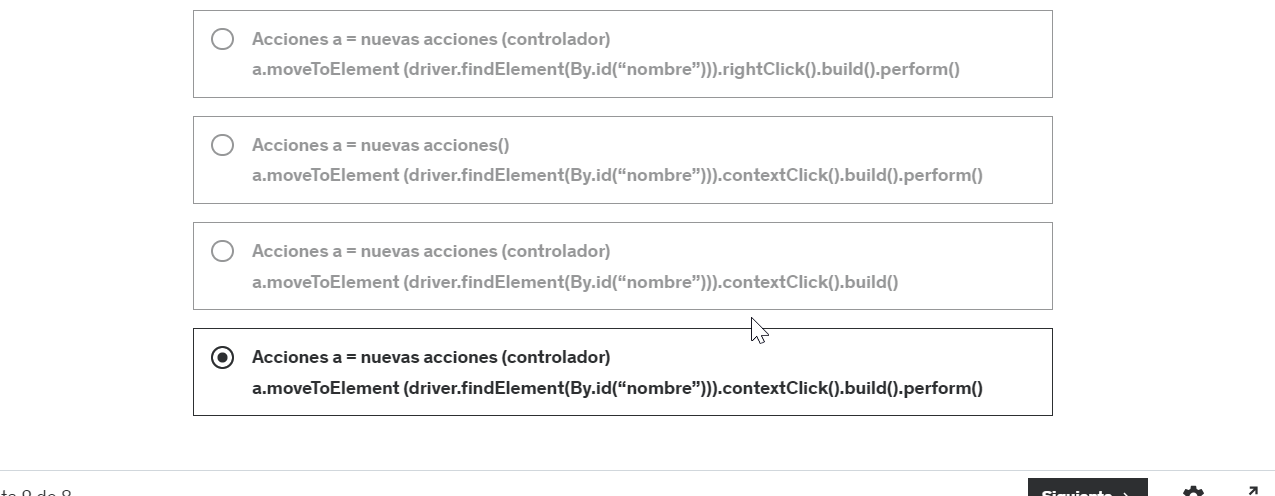 Acciones a = nuevas acciones (controlador)
a.moveToElement (driver.findElement(By.id(“nombre”))).rightClick().build().perform()
Acciones a = nuevas acciones()
a.moveToElement (driver.findElement(By.id(“nombre”))).contextClick().build().perform()
Acciones a = nuevas acciones (controlador)
a.moveToElement (driver.findElement(By.id(“nombre”))).contextClick().build()
Acciones a = nuevas acciones (controlador)
a.moveToElement (driver.findElement(By.id(“nombre”))).contextClick().build().perform()
Siguiente